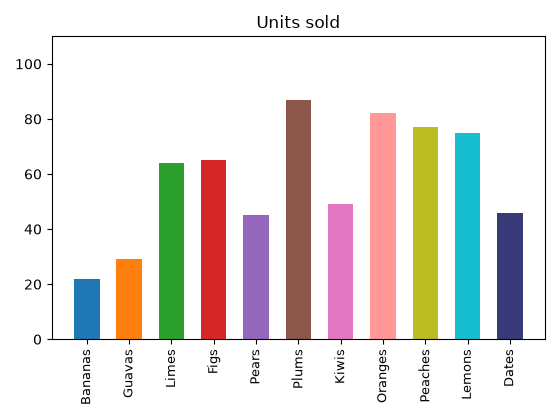 Units sold
100
80
60
40
20
0
Bananas
Guavas
Limes
Figs
Pears
Plums
Kiwis
Oranges
Peaches
Lemons
Dates